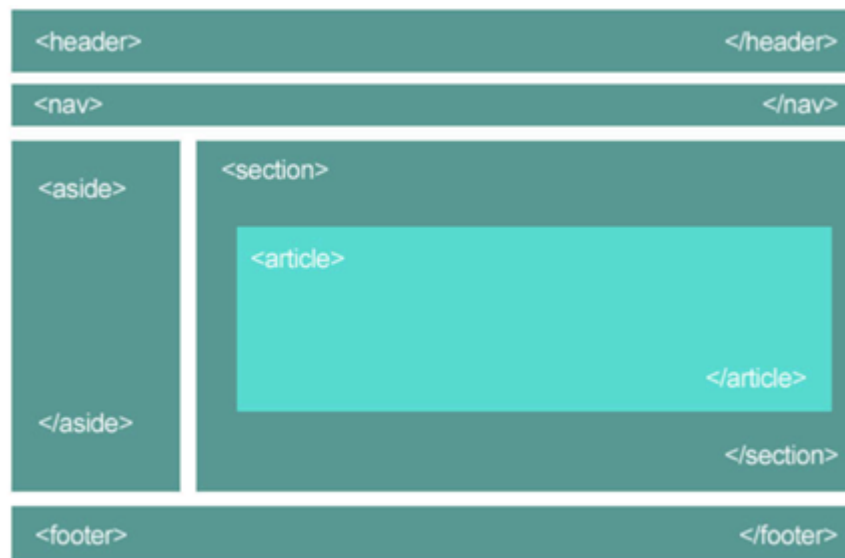 <header> </header>
<nav> </nav>
<aside>
</aside>
<section>
<article>
</article>
</section>
<footer> </footer>